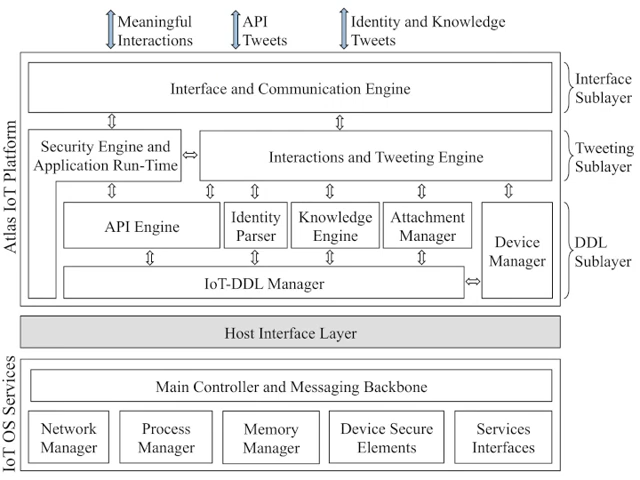 Meaningful
Interactions
API
Tweets
Identity and Knowledge
Tweets
Atlas IoT Platform
Interface and Communication Engine
Interface
Sublayer
Security Engine and
Application Run-Time
Interactions and Tweeting Engine
Tweeting
Sublayer
API Engine
Identity
Parser
Knowledge
Engine
Attachment
Manager
Device
Manager
DDL
Sublayer
IoT-DDL Manager
Host Interface Layer
IoT OS Services
Main Controller and Messaging Backbone
Network
Manager
Process
Manager
Memory
Manager
Device Secure
Elements
Services
Interfaces